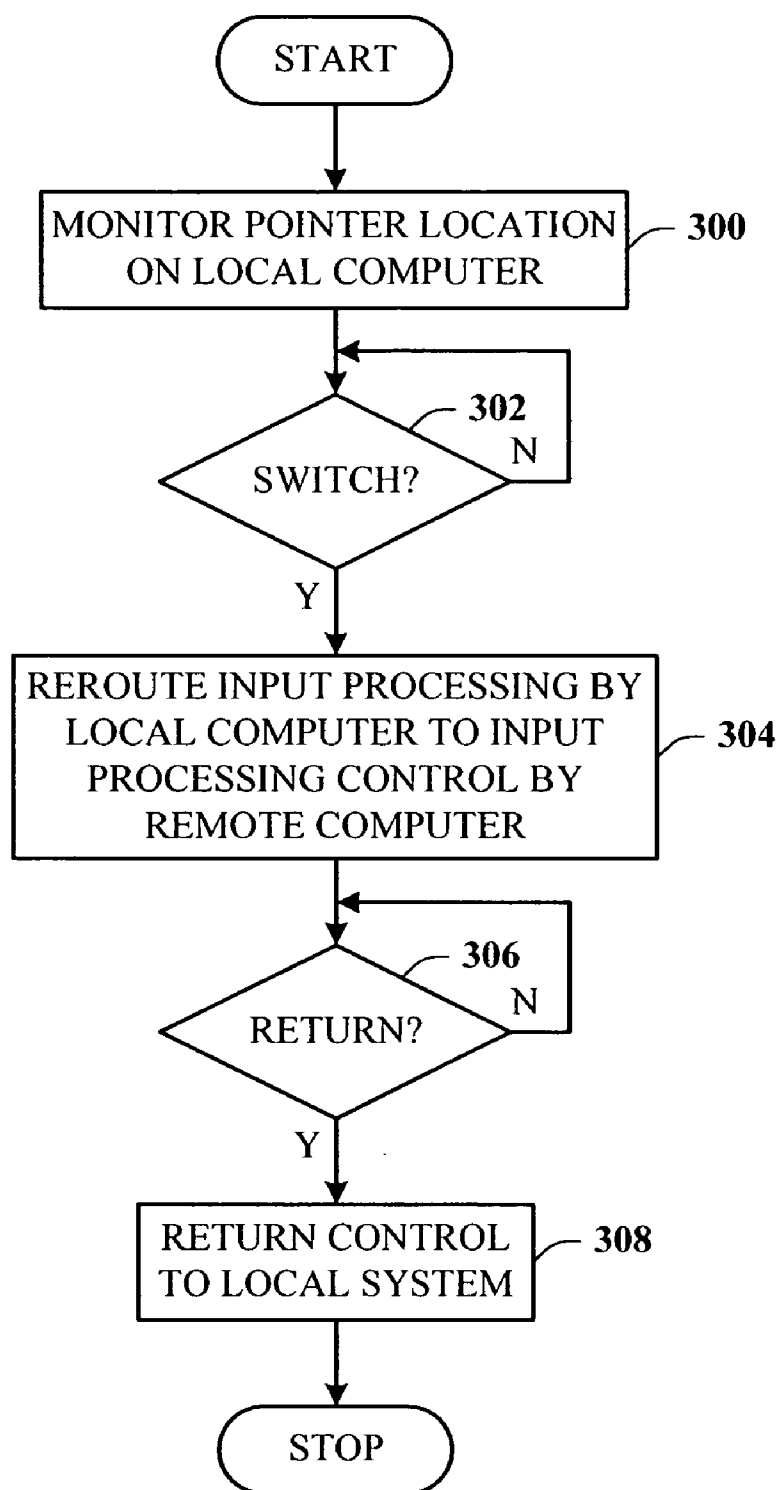 START
MONITOR POINTER LOCATION
ON LOCAL COMPUTER
300
302
SWITCH?
N
Y
REROUTE INPUT PROCESSING BY
LOCAL COMPUTER TO INPUT
PROCESSING CONTROL BY
REMOTE COMPUTER
304
306
RETURN?
N
Y
RETURN CONTROL
TO LOCAL SYSTEM
308
STOP